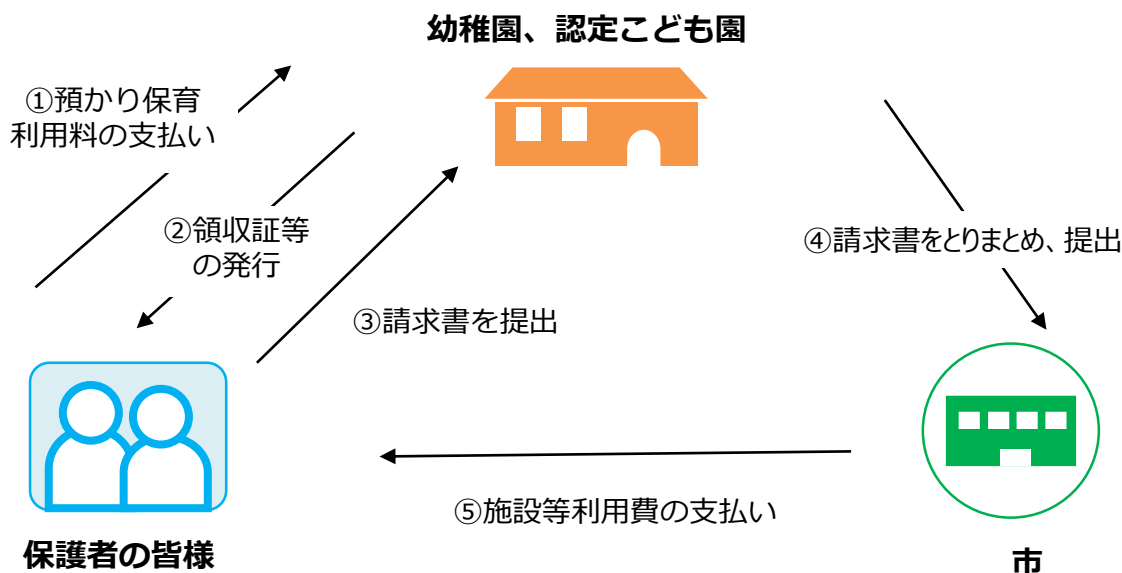 幼稚園、認定こども園
①預かり保育
利用料の支払い
②領収証等
の発行
③請求書を提出
④請求書をとりまとめ、提出
⑤施設等利用費の支払い
保護者の皆様
市